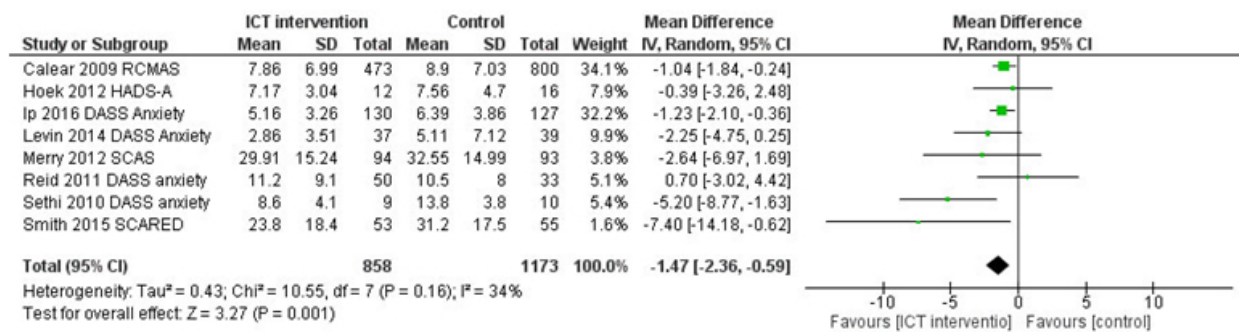 ICT intervention Control Mean Difference Mean Difference
Study or Subgroup Mean SD Total Mean SD Total Weight IV, Random, 95% CI IV, Random, 95% CI
Calear 2009 RCMAS 7.86 6.99 473 8.9 7.03 800 34.1% -1.04 [-1.84, -0.24]
Hoek 2012 HADS-A 7.17 3.04 12 7.56 4.7 16 7.9% -0.39 [-3.26, 2.48]
Ip 2016 DASS Anxiety 5.16 3.26 130 6.39 3.86 127 32.2% -1.23 [-2.10, -0.36]
Levin 2014 DASS Anxiety 2.86 3.51 37 5.11 7.12 39 9.9% -2.25 [-4.75, 0.25]
Merry 2012 SCAS 29.91 15.24 94 32.55 14.99 93 3.8% -2.64 [-6.97, 1.69]
Reid 2011 DASS anxiety 11.2 9.1 50 10.5 8 33 5.1% 0.70 [-3.02, 4.42]
Sethi 2010 DASS anxiety 8.6 4.1 9 13.8 3.8 10 5.4% -5.20 [-8.77, -1.63]
Smith 2015 SCARED 23.8 18.4 53 31.2 17.5 55 1.6% -7.40 [-14.18, -0.62]
Total (95% CI) 858 1173 100.0% -1.47 [-2.36, -0.59]
Heterogeneity: Tau² = 0.43; Chi² = 10.55, df = 7 (P = 0.16); I² = 34%
Test for overall effect: Z = 3.27 (P = 0.001)
-10 -5 0 5 10
Favours [ICT interventio] Favours [control]